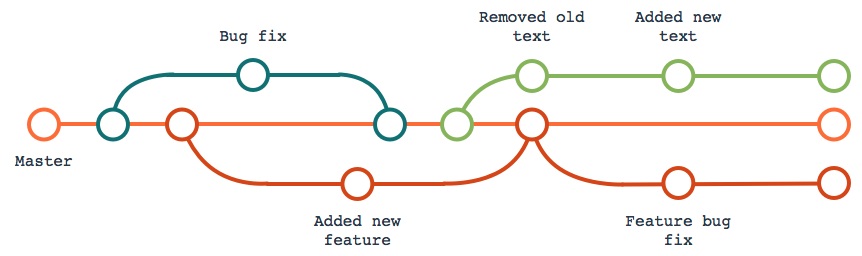 Bug fix
Removed old
text
Added new
text
Master
Added new
feature
Feature bug
fix